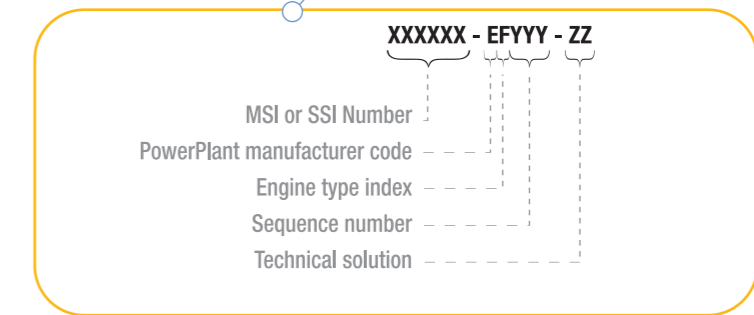 XXXXXX - EFYYY - ZZ
MSI or SSI Number
PowerPlant manufacturer code
Engine type index
Sequence number
Technical solution